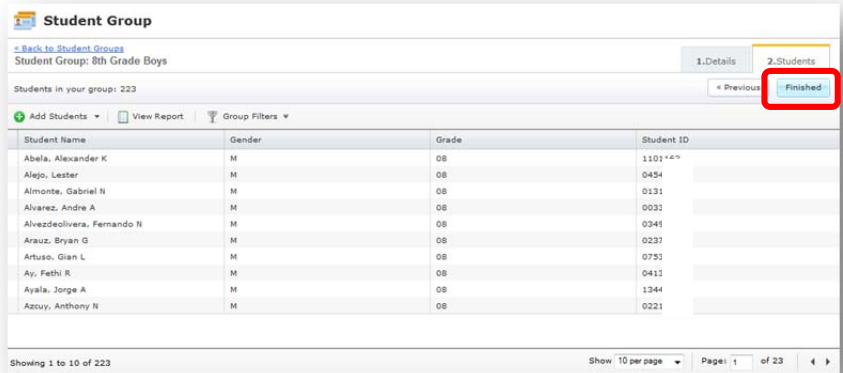 Student Group
< Back to Student Groups
Student Group: 8th Grade Boys
1.Details 2.Students
Students in your group: 223
« Previous Finished
Add Students View Report Group Filters
Student Name Gender Grade Student ID
Abela, Alexander K M 08
Alejo, Lester M 08 0454
Almonte, Gabriel N M 08 0131
Alvarez, Andre A M 08 0033
Alvezdeolivera, Fernando N M 08 0349
Arauz, Bryan G M 08 0237
Artuso, Gian L M 08 0753
Ay, Fethi R M 08 0413
Ayala, Jorge A M 08 1344
Azcuy, Anthony N M 08 0221
Showing 1 to 10 of 223 Show 10 per page Page: 1 of 23